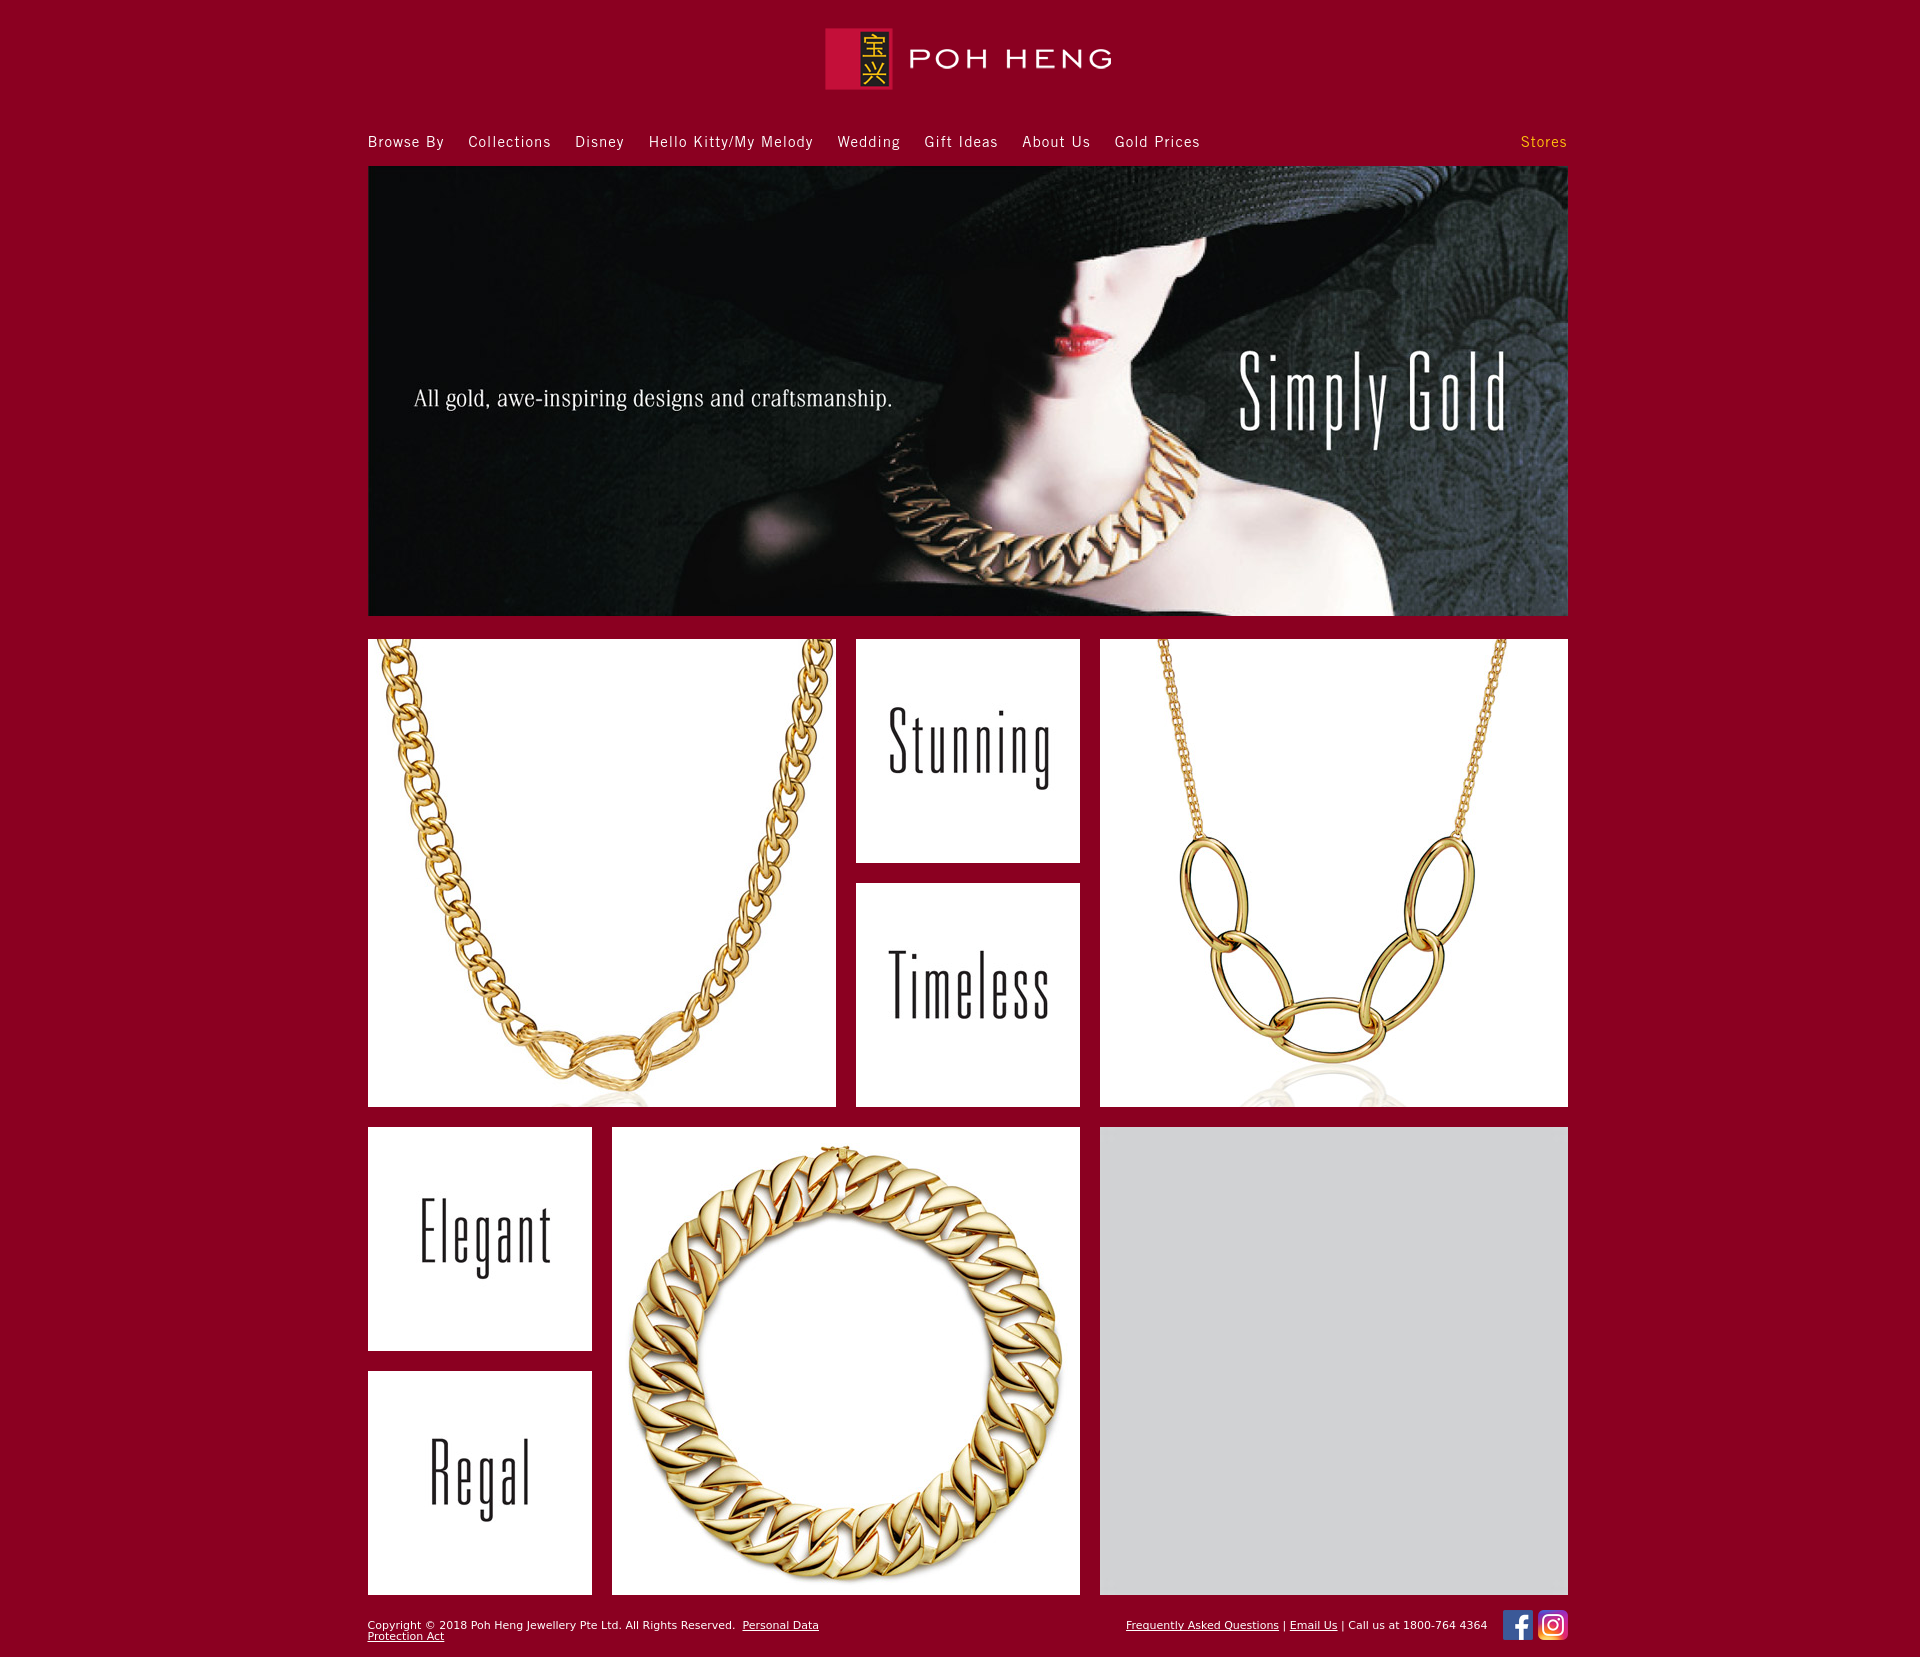 宝兴
POH HENG
Browse By Collections Disney Hello Kitty/My Melody Wedding Gift Ideas About Us Gold Prices Stores
All gold, awe-inspiring designs and craftsmanship.
Simply Gold
Stunning
Timeless
Elegant
Regal
Copyright © 2018 Poh Heng Jewellery Pte Ltd. All Rights Reserved. Personal Data
Protection Act
Frequently Asked Questions | Email Us | Call us at 1800-764 4364